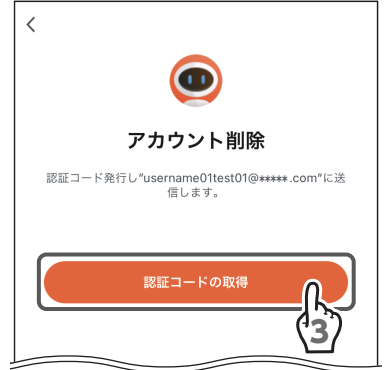 アカウント削除
認証コード発行し"username01test01@*****.com"に送
信します。
認証コードの取得
3